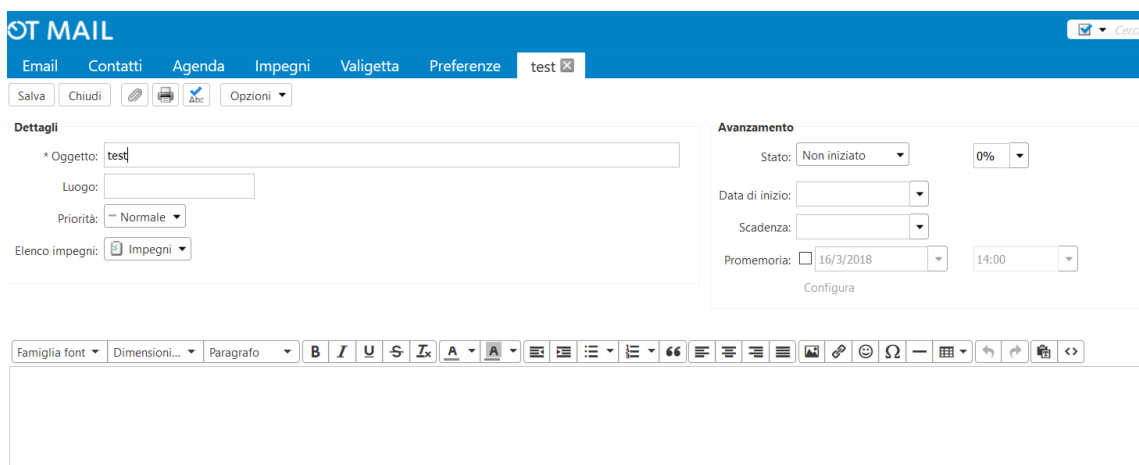 OT MAIL
Email Contatti Agenda Impegni Valigetta Preferenze test
Salva Chiudi Abc Opzioni
Dettagli
* Oggetto: test
Luogo:
Priorità: Normale
Elenco impegni: Impegni
Avanzamento
Stato: Non iniziato 0%
Data di inizio:
Scadenza:
Promemoria: 16/3/2018 14:00
Configura
Famiglia font Dimensioni... Paragrafo B I U S Ix A A Ω